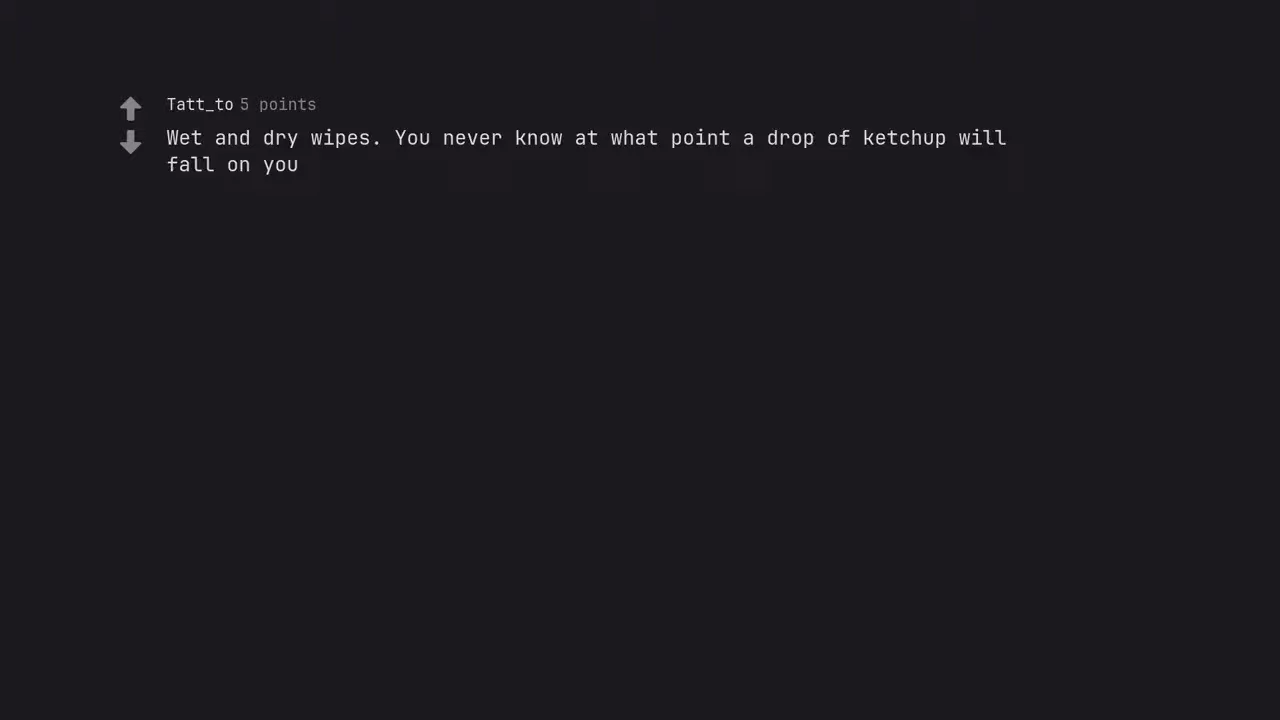 Tatt_to 5 points
Wet and dry wipes. You never know at what point a drop of ketchup will
fall on you